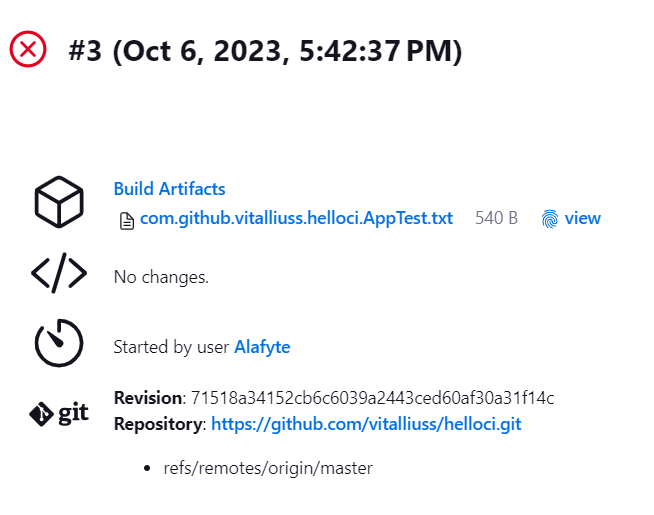 #3 (Oct 6, 2023, 5:42:37 PM)
Build Artifacts
com.github.vitalliuss.helloci.AppTest.txt 540 B view
No changes.
Started by user Alafyte
git
Revision: 71518a34152cb6c6039a2443ced60af30a31f14c
Repository: https://github.com/vitalliuss/helloci.git
• refs/remotes/origin/master